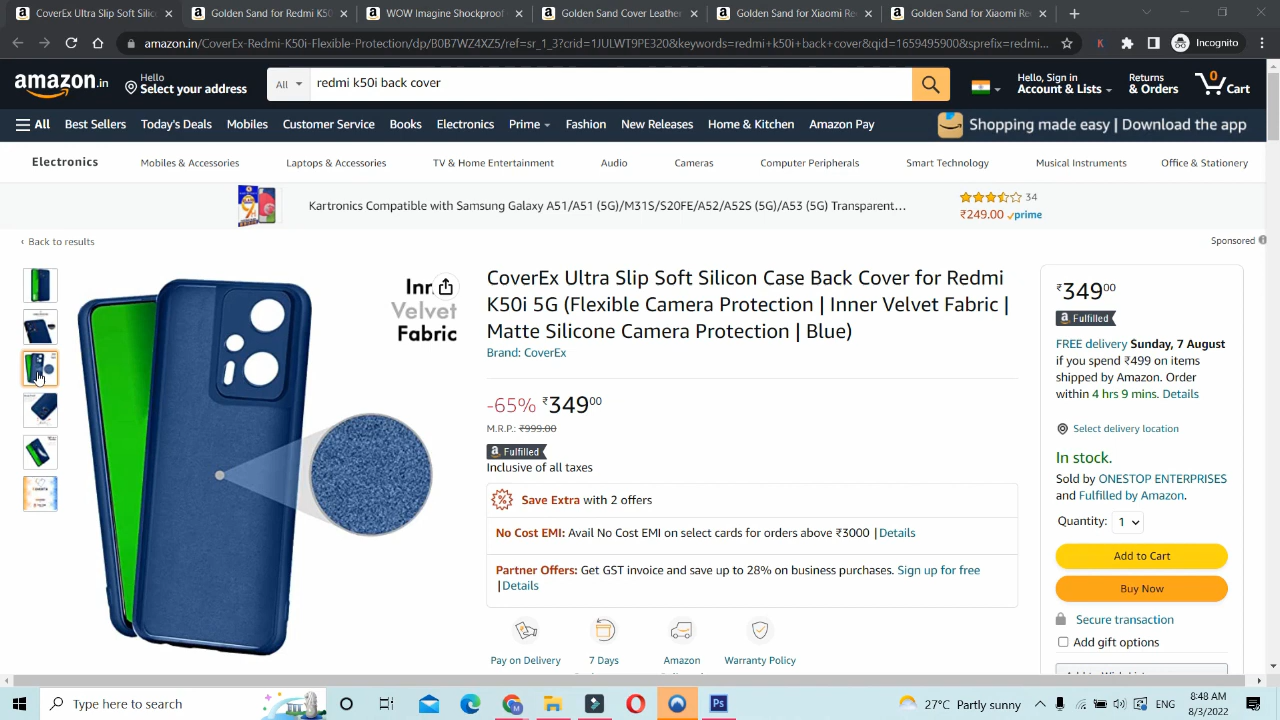 CoverEx Ultra Slip Soft Sil
Golden Sand for Redmi K50
WOW Imagine Shockproof
Golden Sand Cover Leather
Golden Sand for Xiaomi Re
Golden Sand for Xiaomi Re
amazon.in/CoverEx-Redmi-K50i-Flexible-Protection/dp/B0B7WZ4XZ5/ref=sr_1_3?crid=1JULWT9PE320&keywords=redmi+k50i+back+cover&qid=1659495900&sprefix=redmi...
Incognito
amazon.in
Hello
Select your address
All
redmi k50i back cover
Hello, Sign in
Account & Lists
Returns
& Orders
0
Cart
All
Best Sellers
Today's Deals
Mobiles
Customer Service
Books
Electronics
Prime
Fashion
New Releases
Home & Kitchen
Amazon Pay
Shopping made easy | Download the app
Electronics
Mobiles & Accessories
Laptops & Accessories
TV & Home Entertainment
Audio
Cameras
Computer Peripherals
Smart Technology
Musical Instruments
Office & Stationery
Kartronics Compatible with Samsung Galaxy A51/A51 (5G)/M31S/S20FE/A52/A52S (5G)/A53 (5G) Transparent...
34
₹249.00 prime
‹ Back to results
Sponsored
Inr
Velvet
Fabric
CoverEx Ultra Slip Soft Silicon Case Back Cover for Redmi
K50i 5G (Flexible Camera Protection | Inner Velvet Fabric |
Matte Silicone Camera Protection | Blue)
Brand: CoverEx
-65% ₹34900
M.R.P.: ₹999.00
a Fulfilled
Inclusive of all taxes
Save Extra with 2 offers
No Cost EMI: Avail No Cost EMI on select cards for orders above ₹3000 |Details
Partner Offers: Get GST invoice and save up to 28% on business purchases. Sign up for free
|Details
Pay on Delivery
7 Days
Amazon
Warranty Policy
₹34900
a Fulfilled
FREE delivery Sunday, 7 August
if you spend ₹499 on items
shipped by Amazon. Order
within 4 hrs 9 mins. Details
Select delivery location
In stock.
Sold by ONESTOP ENTERPRISES
and Fulfilled by Amazon.
Quantity: 1
Add to Cart
Buy Now
Secure transaction
Add gift options
Type here to search
27°C Partly sunny
ENG
8:48 AM
8/3/2022